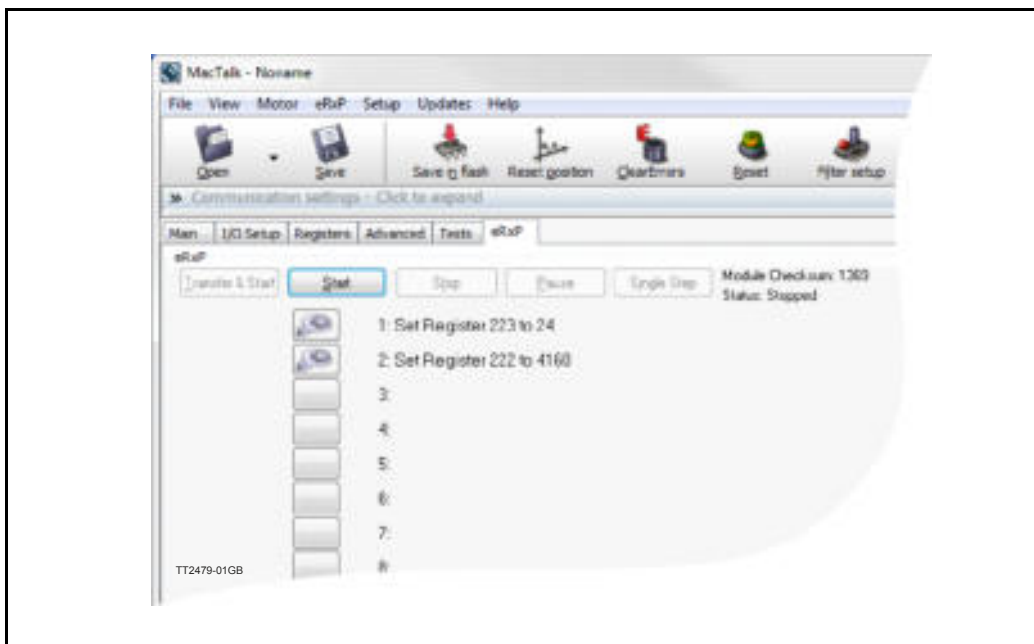 MacTalk - Noname
File View Motor eRxP Setup Updates Help
Open Save Save in flash Reset position Clear errors Reset Filter setup
Communication settings - Click to expand
Main I/O Setup Registers Advanced Tests eRxP
eRxP
Transfer & Start Start Stop Pause Single Step Module Checksum: 1383
Status: Stopped
1: Set Register 223 to 24
2: Set Register 222 to 4160
3:
4:
5:
6:
7:
8:
TT2479-01GB